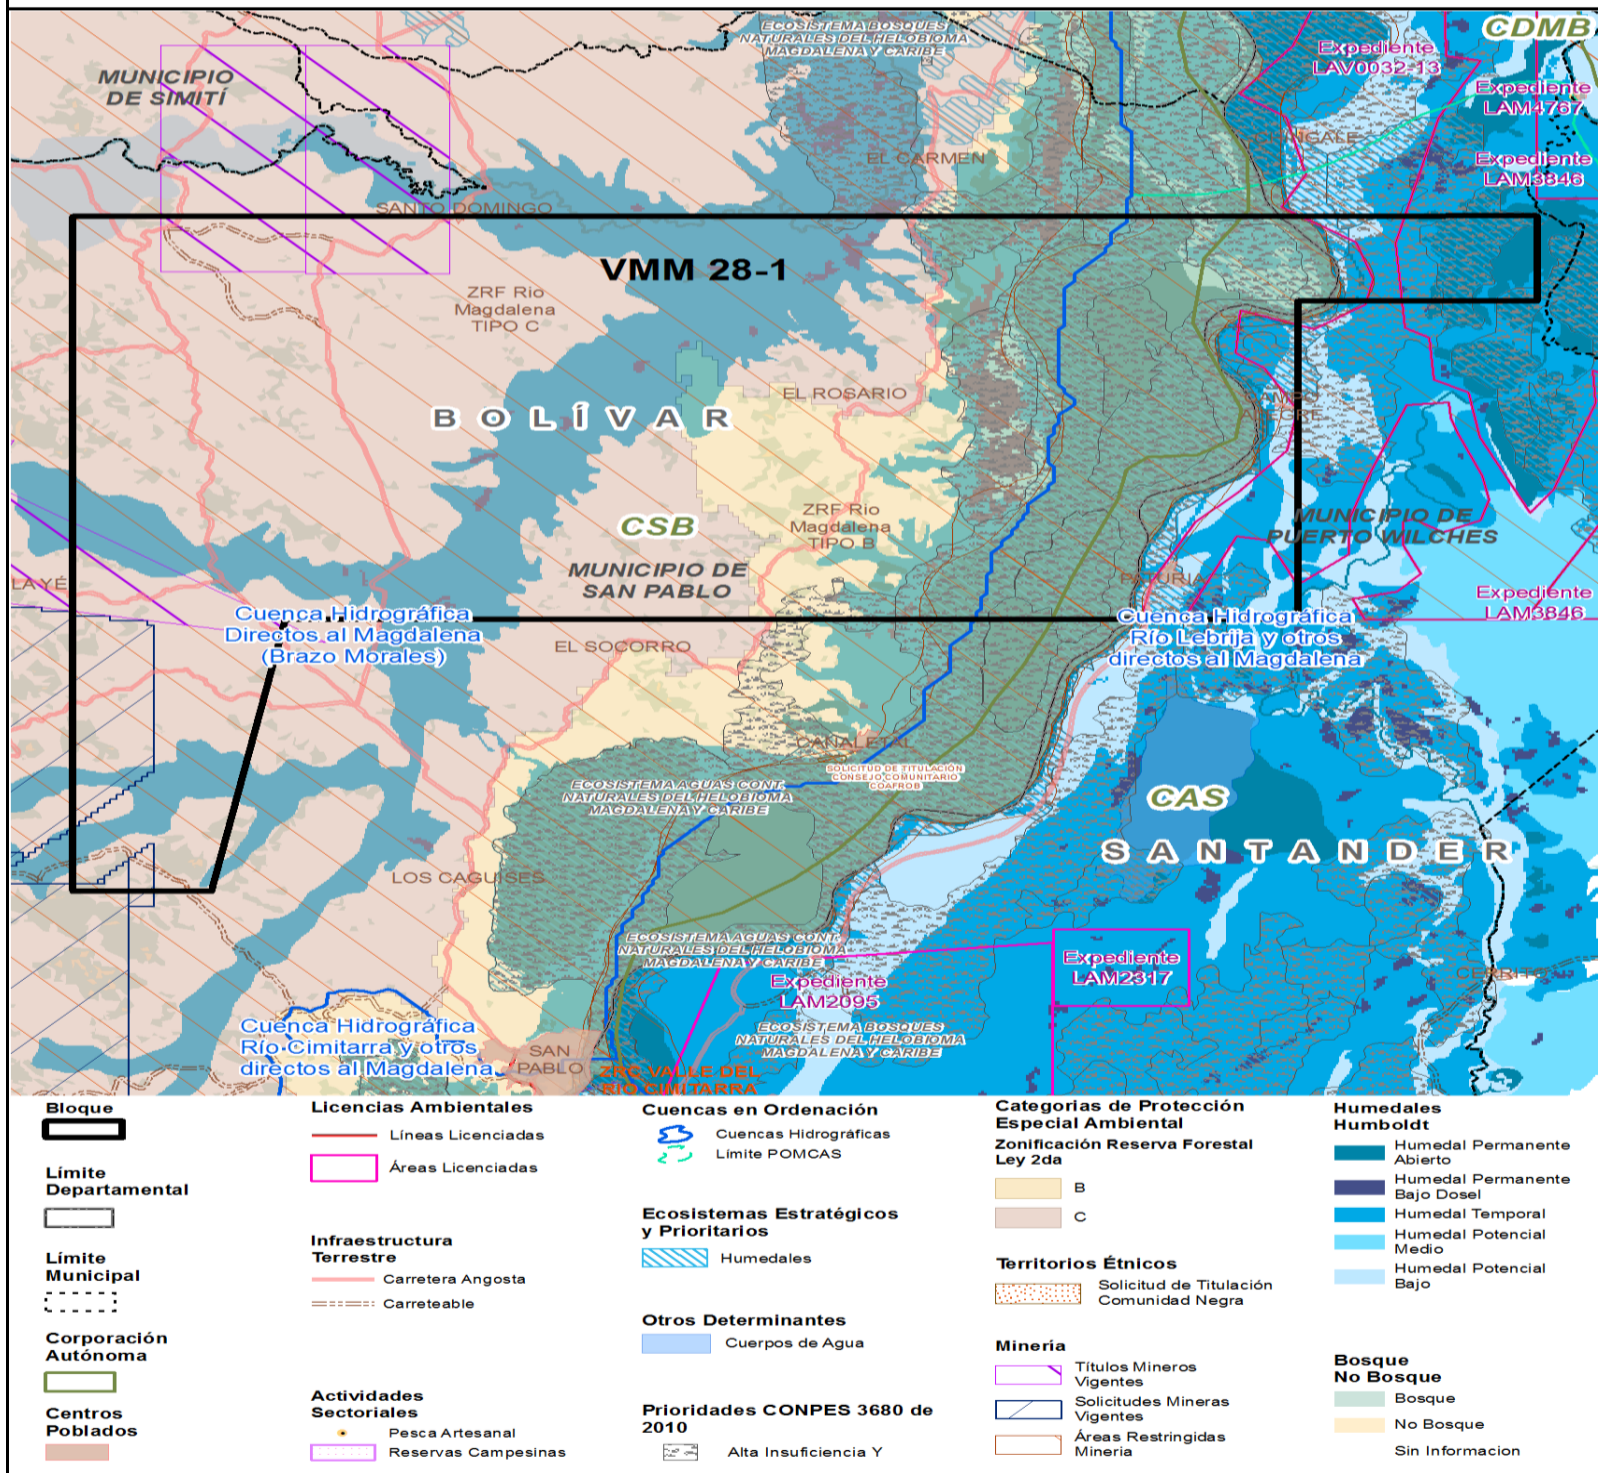 ECOSISTEMA BOSQUES
NATURALES DEL HELOBIOMA
MAGDALENA Y CARIBE
CDMB
Expediente
LAV0032-13
MUNICIPIO
DE SIMITÍ
Expediente
LAM4767
EL CARMEN
Expediente
LAM3846
SANTO DOMINGO
VMM 28-1
ZRF Río
Magdalena
TIPO C
EL ROSARIO
BOLÍVAR
CSB
ZRF Río
Magdalena
TIPO B
MUNICIPIO DE
PUERTO WILCHES
MUNICIPIO DE
SAN PABLO
LA YÉ
PATURIA
Expediente
LAM3846
Cuenca Hidrográfica
Directos al Magdalena
(Brazo Morales)
Cuenca Hidrográfica
Río Lebrija y otros
directos al Magdalena
EL SOCORRO
CANALETAL
SOLICITUD DE TITULACIÓN
CONSEJO COMUNITARIO
COAFROB
ECOSISTEMA AGUAS CONT.
NATURALES DEL HELOBIOMA
MAGDALENA Y CARIBE
CAS
SANTANDER
LOS CAGUISES
ECOSISTEMA AGUAS CONT.
NATURALES DEL HELOBIOMA
MAGDALENA Y CARIBE
Expediente
LAM2317
Expediente
LAM2095
CERRITO
ECOSISTEMA BOSQUES
NATURALES DEL HELOBIOMA
MAGDALENA Y CARIBE
Cuenca Hidrográfica
Río Cimitarra y otros
directos al Magdalena
SAN
PABLO
ZRC VALLE DEL
RÍO CIMITARRA
Bloque
Límite
Departamental
Límite
Municipal
Corporación
Autónoma
Centros
Poblados
Licencias Ambientales
Líneas Licenciadas
Áreas Licenciadas
Infraestructura
Terrestre
Carretera Angosta
Carreteable
Actividades
Sectoriales
Pesca Artesanal
Reservas Campesinas
Cuencas en Ordenación
Cuencas Hidrográficas
Límite POMCAS
Ecosistemas Estratégicos
y Prioritarios
Humedales
Otros Determinantes
Cuerpos de Agua
Prioridades CONPES 3680 de
2010
Alta Insuficiencia Y
Categorias de Protección
Especial Ambiental
Zonificación Reserva Forestal
Ley 2da
B
C
Territorios Étnicos
Solicitud de Titulación
Comunidad Negra
Minería
Títulos Mineros
Vigentes
Solicitudes Mineras
Vigentes
Áreas Restringidas
Mineria
Humedales
Humboldt
Humedal Permanente
Abierto
Humedal Permanente
Bajo Dosel
Humedal Temporal
Humedal Potencial
Medio
Humedal Potencial
Bajo
Bosque
No Bosque
Bosque
No Bosque
Sin Informacion